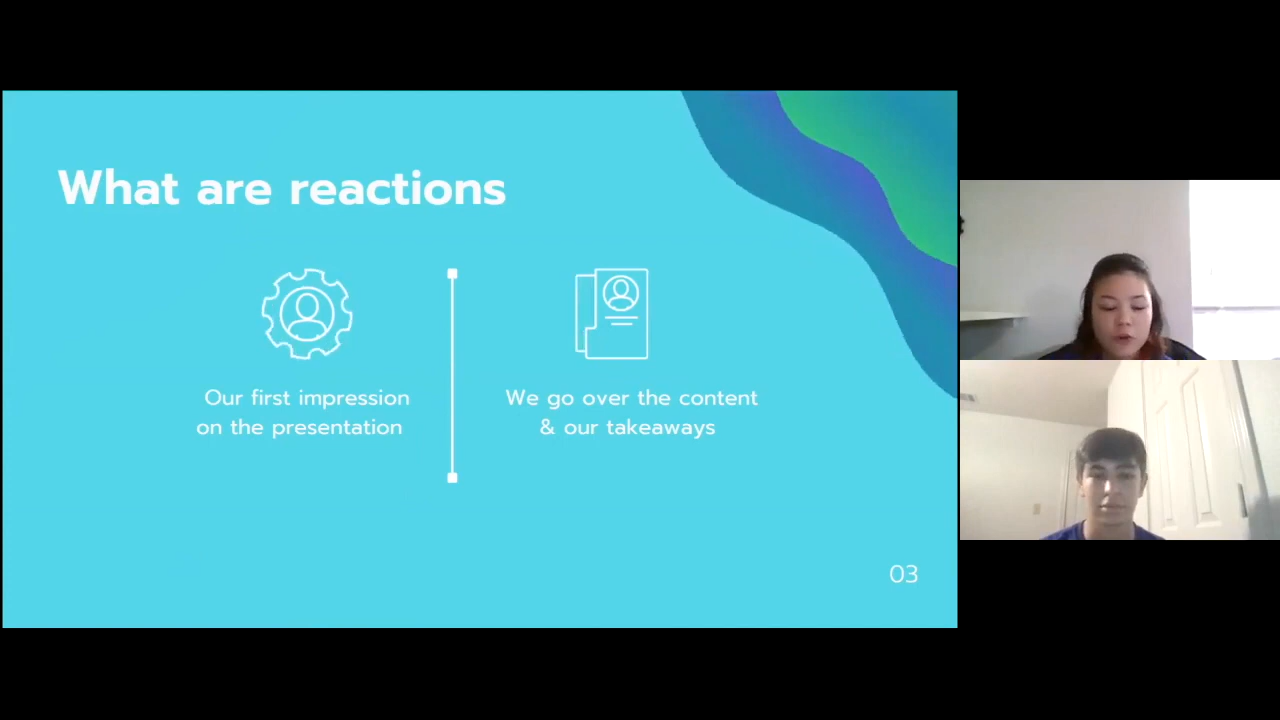 What are reactions
Our first impression
on the presentation
We go over the content
& our takeaways
03